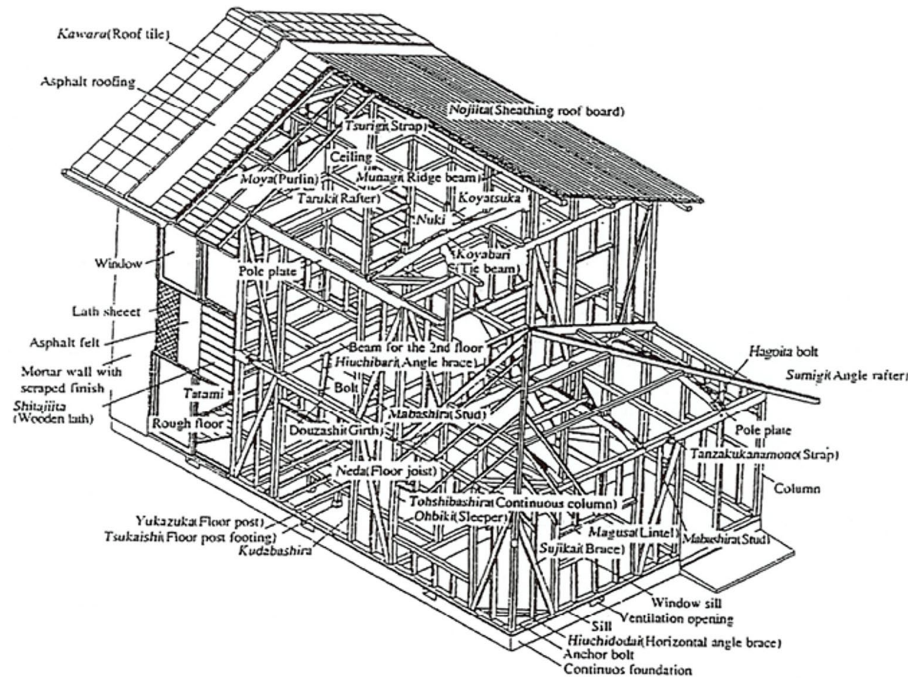 Kawara(Roof tile)
Asphalt roofing
Nojiita(Sheathing roof board)
Tsurigi(Strap)
Ceiling
Moya(Purlin)
Munagi(Ridge beam)
Taruki(Rafter)
Koyatsuka
Nuki
Koyabari
(Tie beam)
Window
Pole plate
Lath sheeet
Asphalt felt
Beam for the 2nd floor
Hiuchibari(Angle brace)
Hagoita bolt
Sumigi(Angle rafter)
Mortar wall with
scraped finish
Tatami
Bolt
Shitajiita
(Wooden lath)
Mabashira(Stud)
Rough floor
Douzashi(Girth)
Pole plate
Tanzakukanamono(Strap)
Neda(Floor joist)
Column
Tohshibashira(Continuous column)
Ohbiki(Sleeper)
Yukazuka(Floor post)
Tsukaishi(Floor post footing)
Kudabashira
Magusa(Lintel)
Mabashira(Stud)
Sujikai(Brace)
Window sill
Ventilation opening
Sill
Hiuchidodai(Horizontal angle brace)
Anchor bolt
Continuos foundation